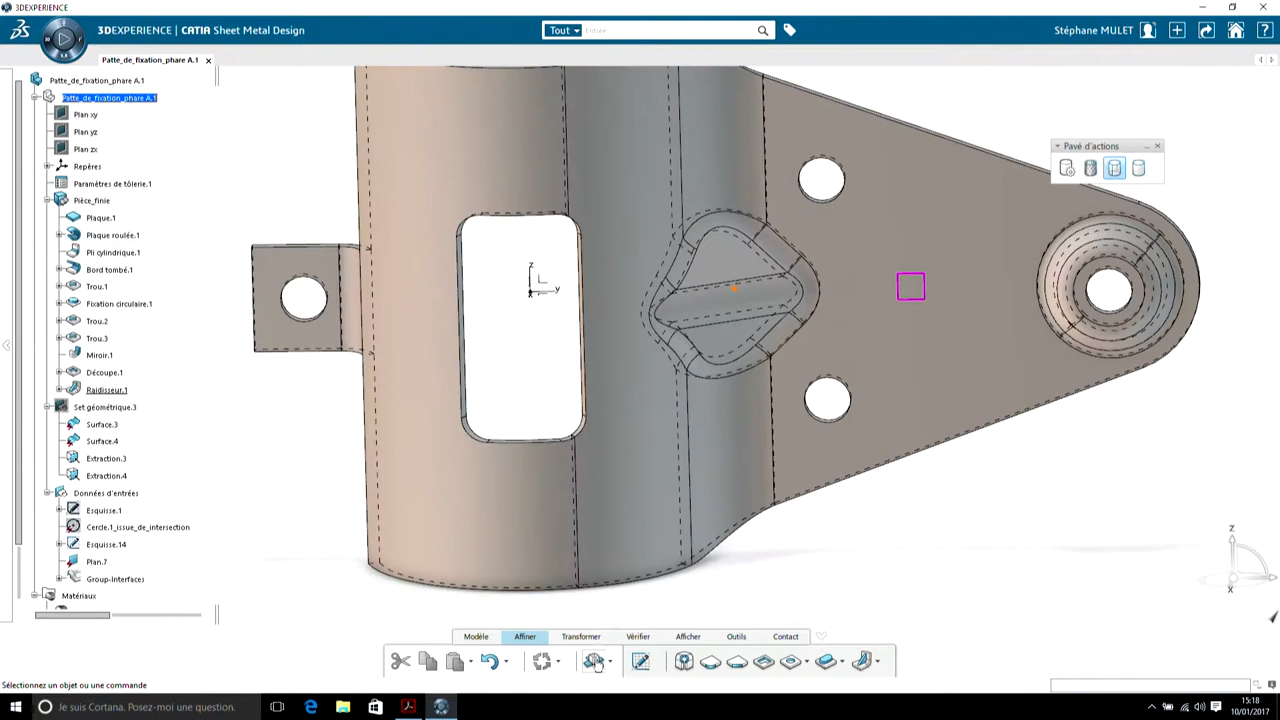 3DEXPERIENCE
3DEXPERIENCE | CATIA Sheet Metal Design
Tout
Entrée
Stéphane MULET
Patte_de_fixation_phare A.1
Patte_de_fixation_phare A.1
Patte_de_fixation_phare A.1
Plan xy
Plan yz
Plan zx
Repères
Paramètres de tôlerie.1
Pièce_finie
Plaque.1
Plaque roulée.1
Pli cylindrique.1
Bord tombé.1
Trou.1
Fixation circulaire.1
Trou.2
Trou.3
Miroir.1
Découpe.1
Raidisseur.1
Set géométrique.3
Surface.3
Surface.4
Extraction.3
Extraction.4
Données d'entrées
Esquisse.1
Cercle.1_issue_de_intersection
Esquisse.14
Plan.7
Group-Interfaces
Matériaux
Pavé d'actions
z
y
x
z
x
Modèle Affiner Transformer Vérifier Afficher Outils Contact
Sélectionnez un objet ou une commande
Je suis Cortana. Posez-moi une question.
15:18
10/01/2017